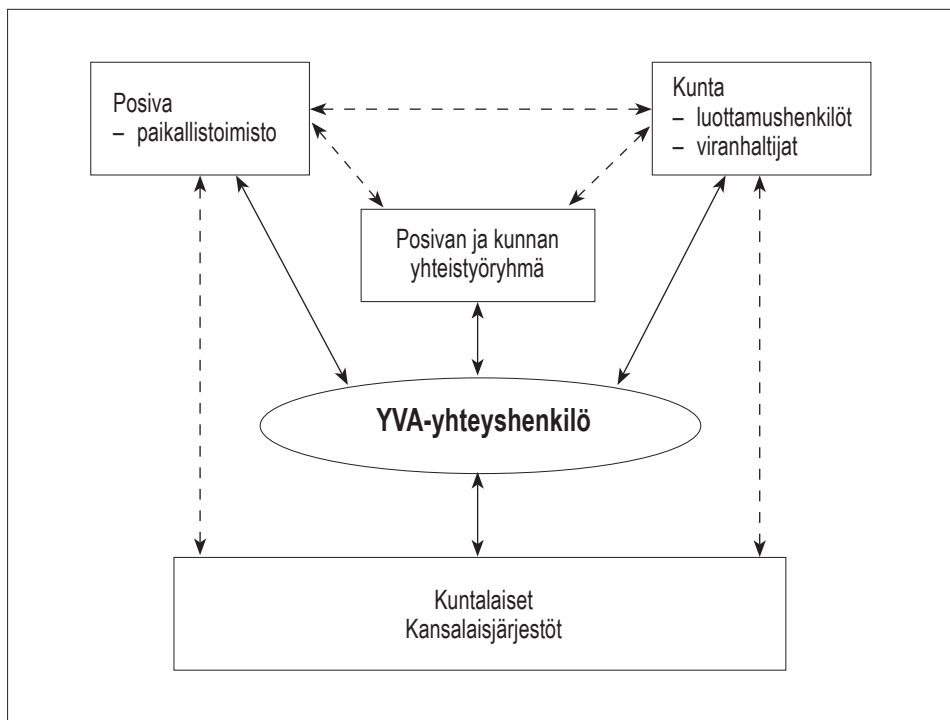 Posiva
– paikallistoimisto
Kunta
– luottamushenkilöt
– viranhaltijat
Posivan ja kunnan
yhteistyöryhmä
YVA-yhteyshenkilö
Kuntalaiset
Kansalaisjärjestöt